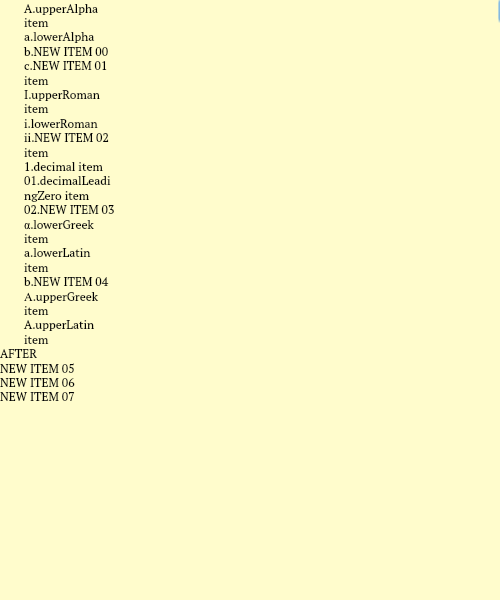 A.upperAlpha
item
a.lowerAlpha
b.NEW ITEM 00
c.NEW ITEM 01
item
I.upperRoman
item
i.lowerRoman
ii.NEW ITEM 02
item
1.decimal item
01.decimalLeadi
ngZero item
02.NEW ITEM 03
α.lowerGreek
item
a.lowerLatin
item
b.NEW ITEM 04
A.upperGreek
item
A.upperLatin
item
AFTER
NEW ITEM 05
NEW ITEM 06
NEW ITEM 07